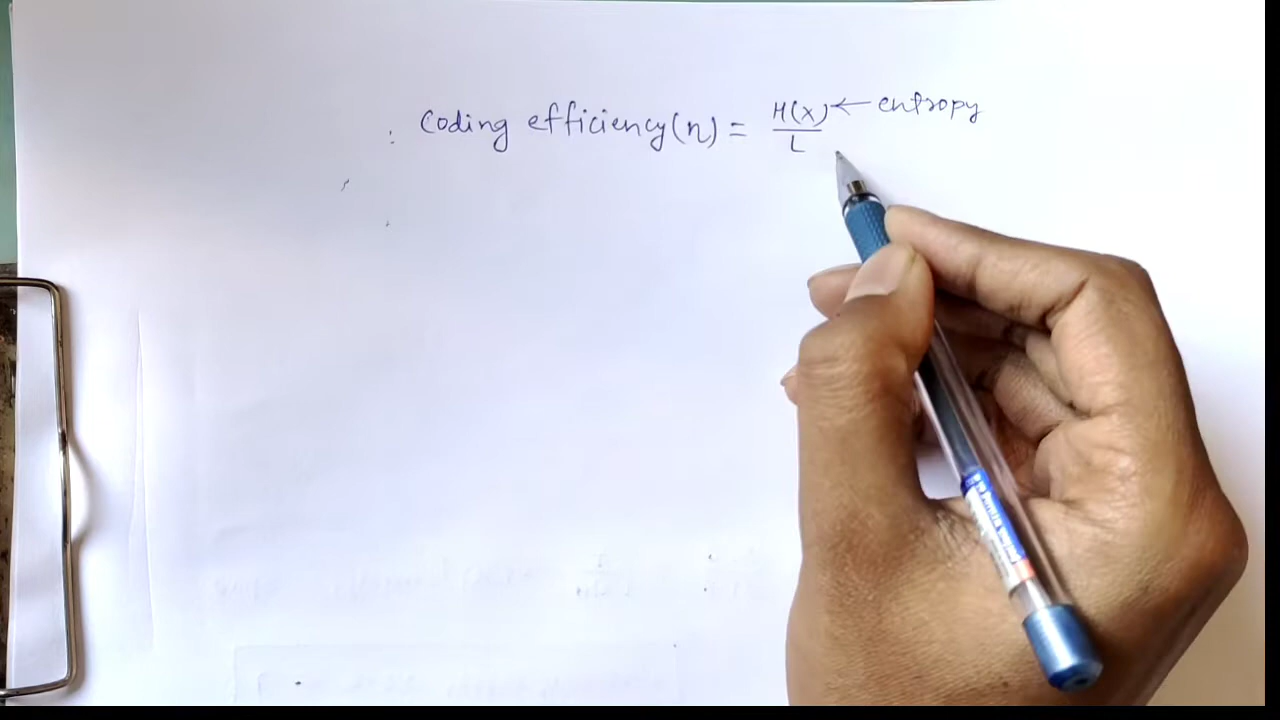 : Coding efficiency(η) = H(X)/L ← entropy